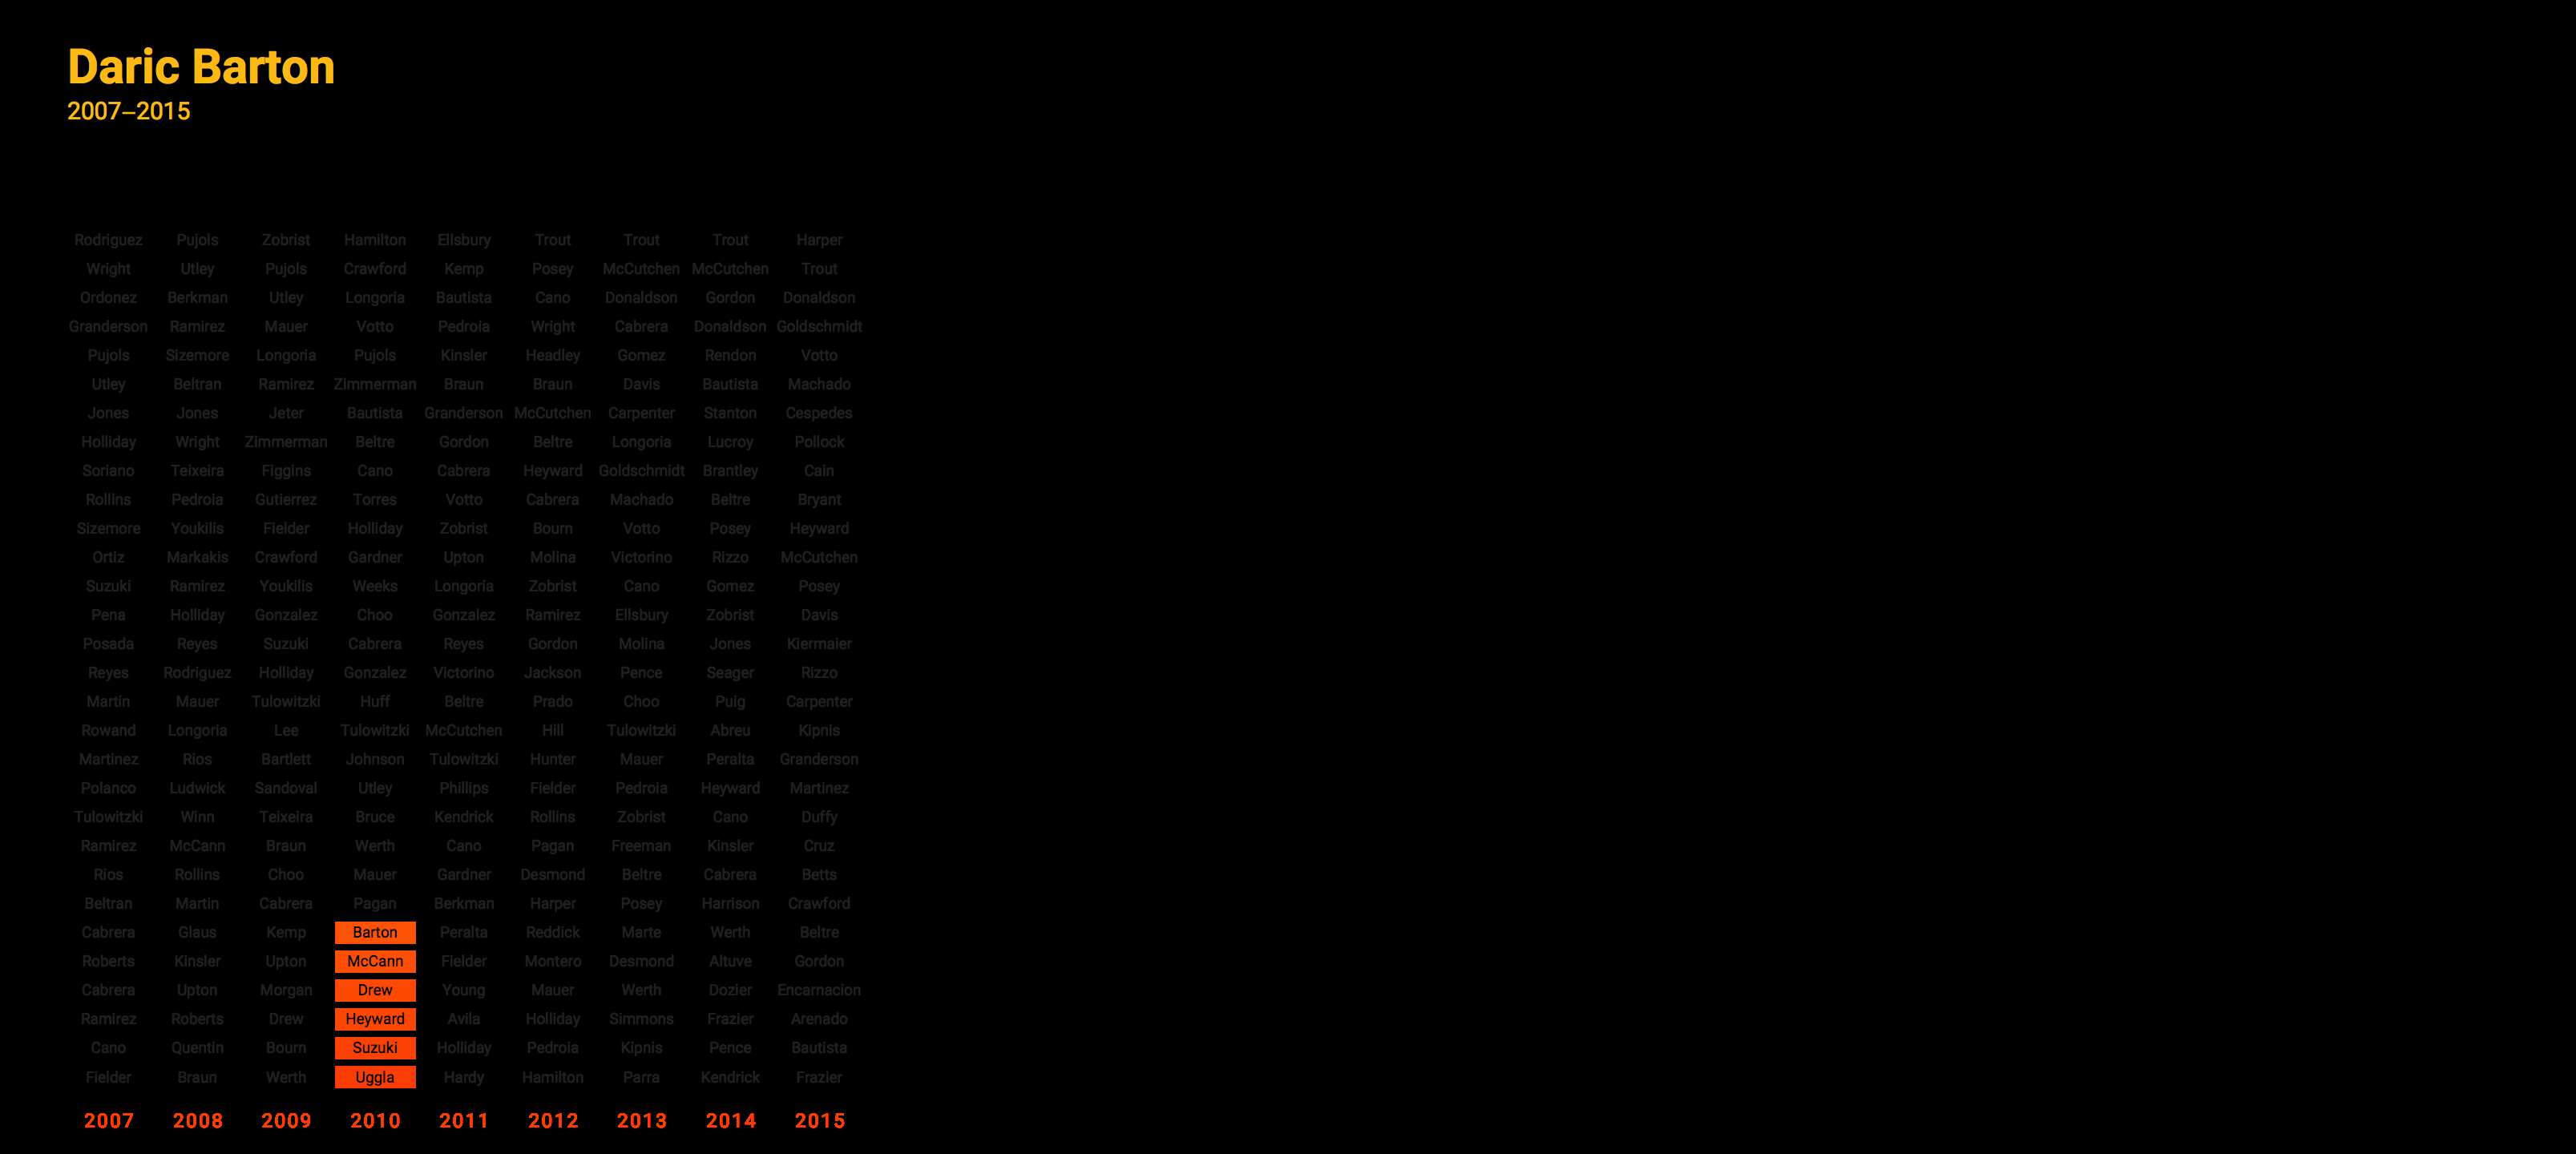 Daric Barton
2007–2015
Rodriguez Pujols Zobrist Hamilton Ellsbury Trout Trout Trout Harper
Wright Utley Pujols Crawford Kemp Posey McCutchen McCutchen Trout
Ordonez Berkman Utley Longoria Bautista Cano Donaldson Gordon Donaldson
Granderson Ramirez Mauer Votto Pedroia Wright Cabrera Donaldson Goldschmidt
Pujols Sizemore Longoria Pujols Kinsler Headley Gomez Rendon Votto
Utley Beltran Ramirez Zimmerman Braun Braun Davis Bautista Machado
Jones Jones Jeter Bautista Granderson McCutchen Carpenter Stanton Cespedes
Holliday Wright Zimmerman Beltre Gordon Beltre Longoria Lucroy Pollock
Soriano Teixeira Figgins Cano Cabrera Heyward Goldschmidt Brantley Cain
Rollins Pedroia Gutierrez Torres Votto Cabrera Machado Beltre Bryant
Sizemore Youkilis Fielder Holliday Zobrist Bourn Votto Posey Heyward
Ortiz Markakis Crawford Gardner Upton Molina Victorino Rizzo McCutchen
Suzuki Ramirez Youkilis Weeks Longoria Zobrist Cano Gomez Posey
Pena Holliday Gonzalez Choo Gonzalez Ramirez Ellsbury Zobrist Davis
Posada Reyes Suzuki Cabrera Reyes Gordon Molina Jones Kiermaier
Reyes Rodriguez Holliday Gonzalez Victorino Jackson Pence Seager Rizzo
Martin Mauer Tulowitzki Huff Beltre Prado Choo Puig Carpenter
Rowand Longoria Lee Tulowitzki McCutchen Hill Tulowitzki Abreu Kipnis
Martinez Rios Bartlett Johnson Tulowitzki Hunter Mauer Peralta Granderson
Polanco Ludwick Sandoval Utley Phillips Fielder Pedroia Heyward Martinez
Tulowitzki Winn Teixeira Bruce Kendrick Rollins Zobrist Cano Duffy
Ramirez McCann Braun Werth Cano Pagan Freeman Kinsler Cruz
Rios Rollins Choo Mauer Gardner Desmond Beltre Cabrera Betts
Beltran Martin Cabrera Pagan Berkman Harper Posey Harrison Crawford
Cabrera Glaus Kemp Barton Peralta Reddick Marte Werth Beltre
Roberts Kinsler Upton McCann Fielder Montero Desmond Altuve Gordon
Cabrera Upton Morgan Drew Young Mauer Werth Dozier Encarnacion
Ramirez Roberts Drew Heyward Avila Holliday Simmons Frazier Arenado
Cano Quentin Bourn Suzuki Holliday Pedroia Kipnis Pence Bautista
Fielder Braun Werth Uggla Hardy Hamilton Parra Kendrick Frazier
2007 2008 2009 2010 2011 2012 2013 2014 2015